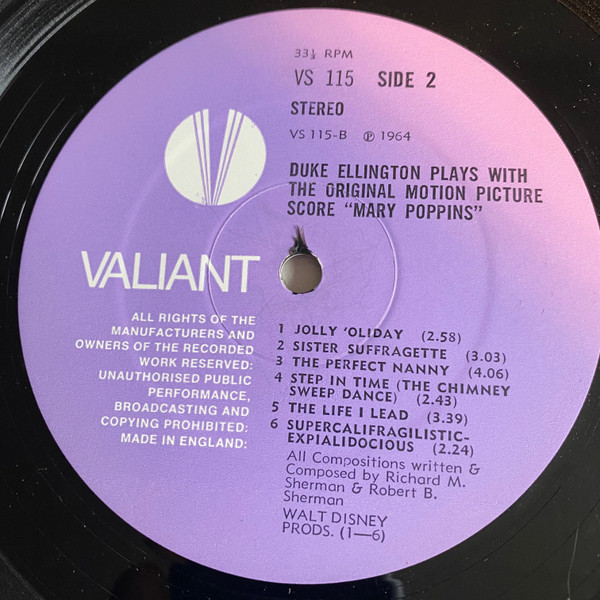 33⅓ RPM
VS 115 SIDE 2
STEREO
VS 115-B ℗ 1964
DUKE ELLINGTON PLAYS WITH
THE ORIGINAL MOTION PICTURE
SCORE "MARY POPPINS"
VALIANT
ALL RIGHTS OF THE
MANUFACTURERS AND
OWNERS OF THE RECORDED
WORK RESERVED:
UNAUTHORISED PUBLIC
PERFORMANCE,
BROADCASTING AND
COPYING PROHIBITED:
MADE IN ENGLAND:
1 JOLLY 'OLIDAY (2.58)
2 SISTER SUFFRAGETTE (3.03)
3 THE PERFECT NANNY (4.06)
4 STEP IN TIME (THE CHIMNEY
SWEEP DANCE) (2.43)
5 THE LIFE I LEAD (3.39)
6 SUPERCALIFRAGILISTIC-
EXPIALIDOCIOUS (2.24)
All Compositions written &
Composed by Richard M.
Sherman & Robert B.
Sherman
WALT DISNEY
PRODS. (1—6)